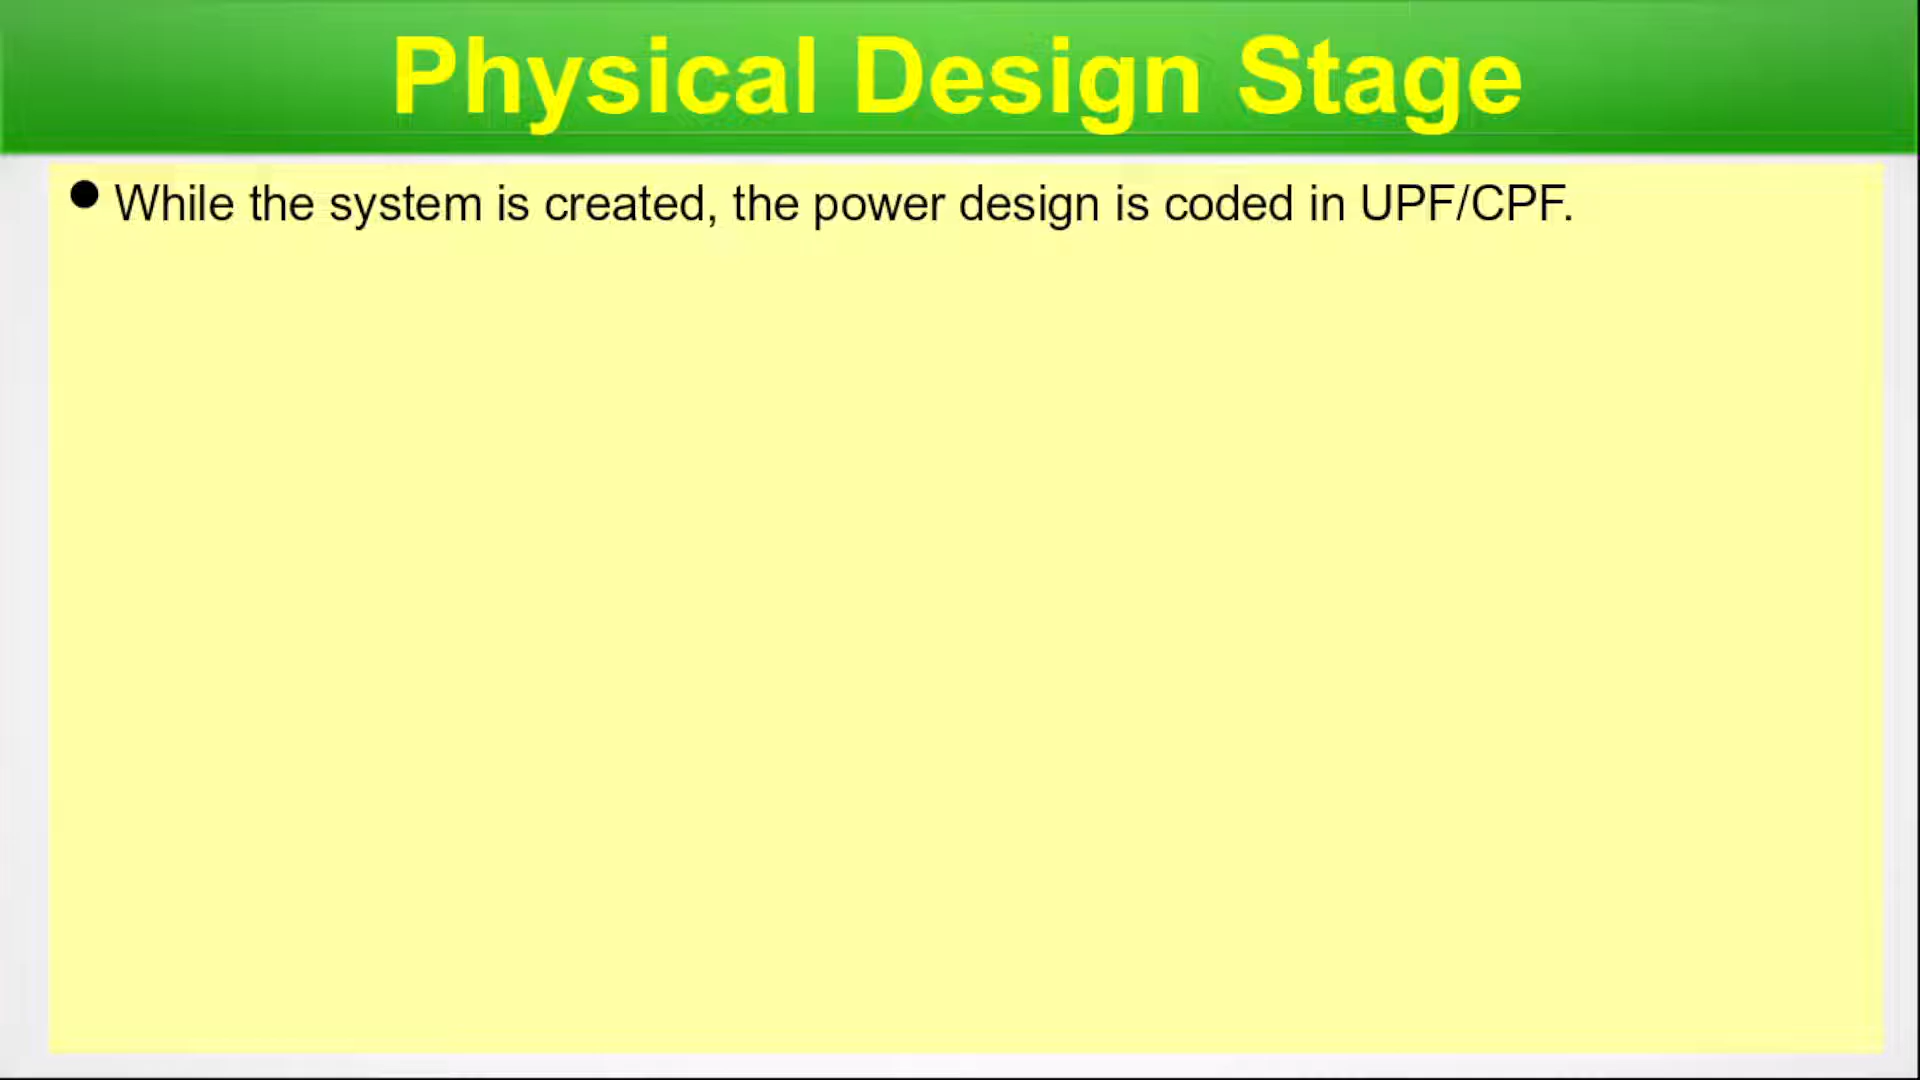 Physical Design Stage
● While the system is created, the power design is coded in UPF/CPF.